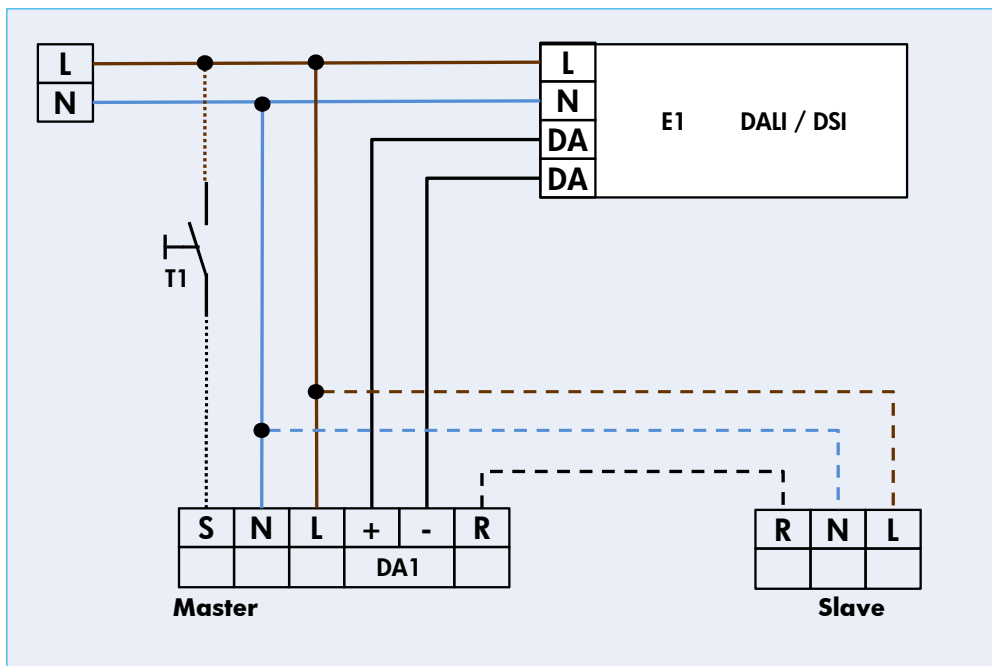 L
N
L
N
DA
DA
E1 DALI / DSI
T1
S N L + - R
DA1
Master
R N L
Slave